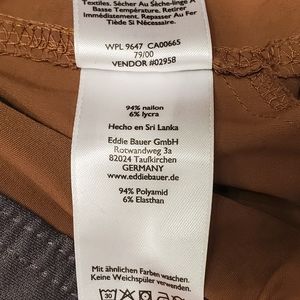 Textiles. Sécher Au Sèche-linge À
Basse Température. Retirer
Immédiatement. Repasser Au Fer
Tiède Si Nécessaire.
WPL 9647 CA00665
79/00
VENDOR #02958
94% nailon
6% lycra
Hecho en Sri Lanka
Eddie Bauer GmbH
Rotwandweg 3a
82024 Taufkirchen
Germany
www.eddiebauer.de
94% Polyamid
6% Elasthan
Mit ähnlichen Farben waschen.
Keine Weichspüler verwenden.
30